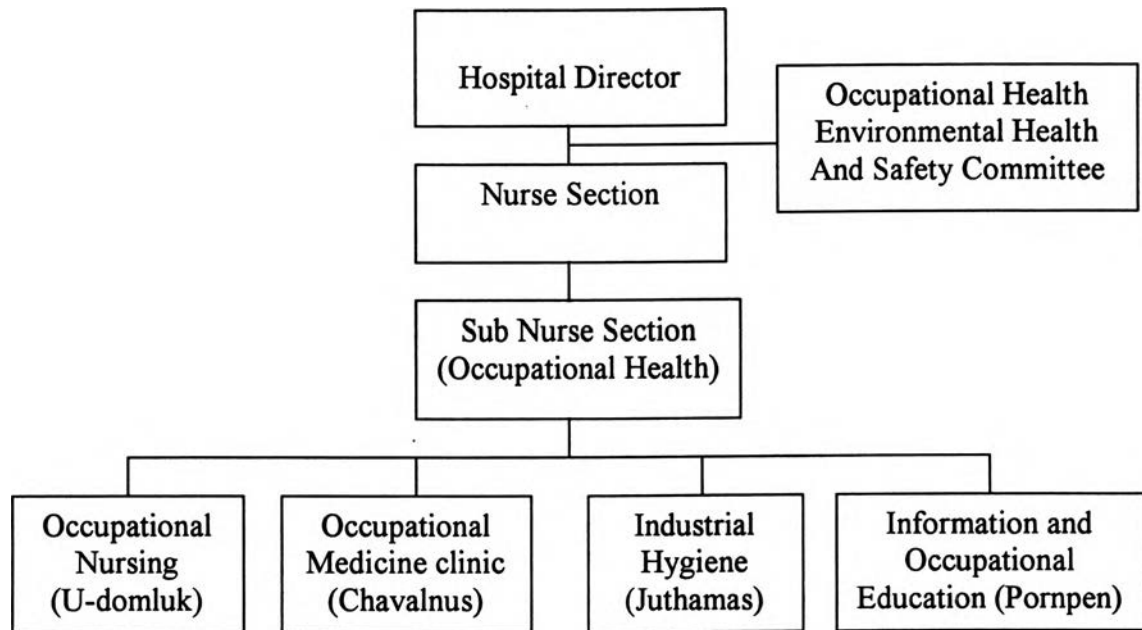 Hospital Director
Occupational Health
Environmental Health
And Safety Committee
Nurse Section
Sub Nurse Section
(Occupational Health)
Occupational
Nursing
(U-domluk)
Occupational
Medicine clinic
(Chavalnus)
Industrial
Hygiene
(Juthamas)
Information and
Occupational
Education (Pornpen)